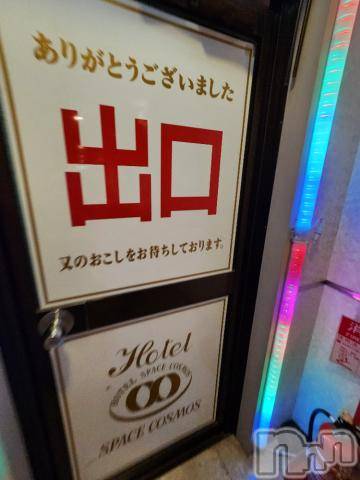 ありがとうございました
出口
又のおこしをお待ちしております。
Hotel
HOTEL SPACE COSMOS
SPACE COSMOS